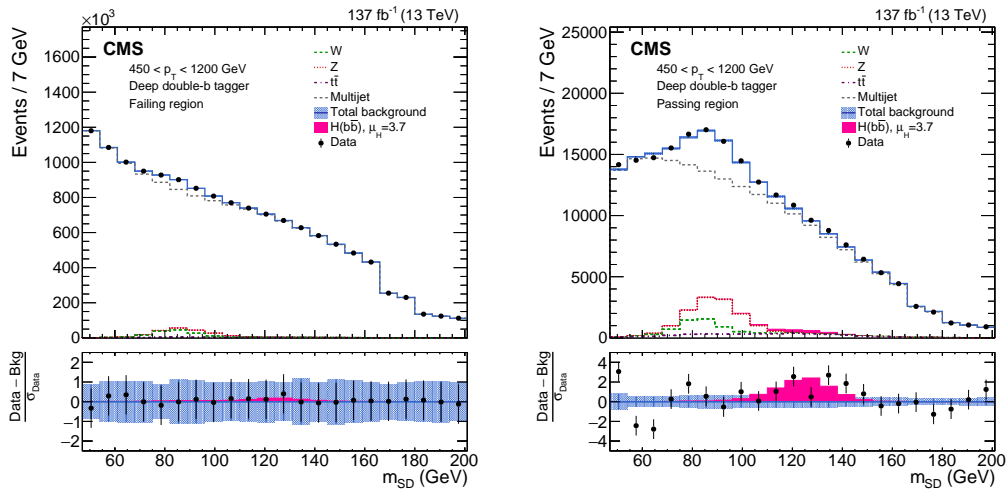 137 fb⁻¹ (13 TeV)
×10³
CMS
450 < p_T < 1200 GeV
Deep double-b tagger
Failing region
W
Z
tt̄
Multijet
Total background
H(bb̄), μ_H=3.7
Data
Events / 7 GeV
1600
1400
1200
1000
800
600
400
200
0
Data − Bkg
σ_Data
2
1
0
−1
−2
60 80 100 120 140 160 180 200
m_SD (GeV)
137 fb⁻¹ (13 TeV)
CMS
450 < p_T < 1200 GeV
Deep double-b tagger
Passing region
W
Z
tt̄
Multijet
Total background
H(bb̄), μ_H=3.7
Data
Events / 7 GeV
25000
20000
15000
10000
5000
0
Data − Bkg
σ_Data
4
2
0
−2
−4
60 80 100 120 140 160 180 200
m_SD (GeV)